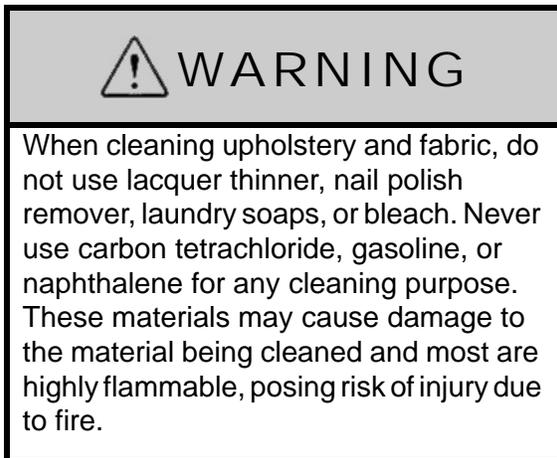 WARNING
When cleaning upholstery and fabric, do
not use lacquer thinner, nail polish
remover, laundry soaps, or bleach. Never
use carbon tetrachloride, gasoline, or
naphthalene for any cleaning purpose.
These materials may cause damage to
the material being cleaned and most are
highly flammable, posing risk of injury due
to fire.